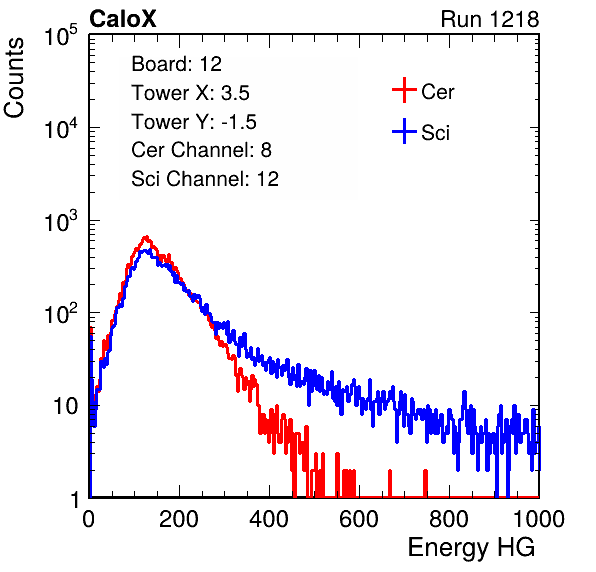 CaloX Run 1218
Counts
10^5
10^4
10^3
10^2
10
1
Board: 12
Tower X: 3.5
Tower Y: -1.5
Cer Channel: 8
Sci Channel: 12
Cer
Sci
0 200 400 600 800 1000
Energy HG